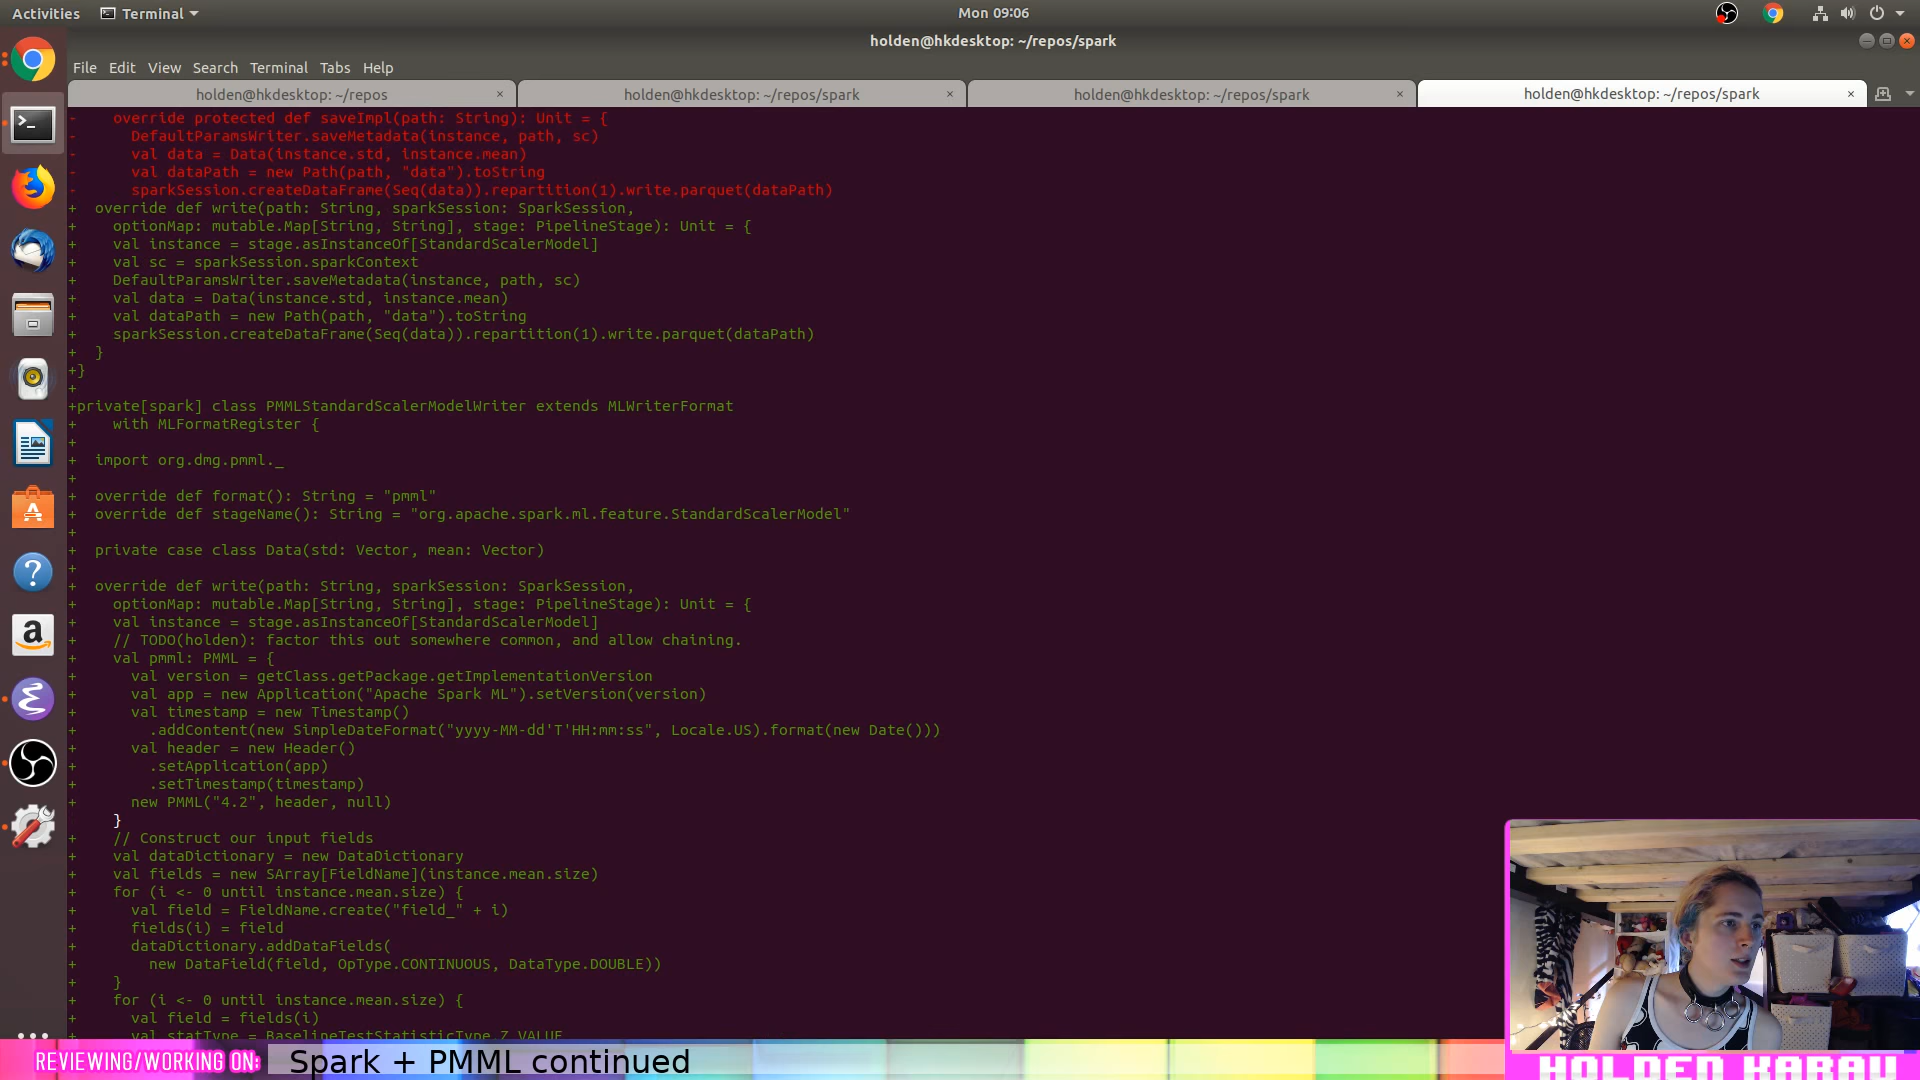 Activities Terminal Mon 09:06
holden@hkdesktop: ~/repos/spark
File Edit View Search Terminal Tabs Help
holden@hkdesktop: ~/repos × holden@hkdesktop: ~/repos/spark × holden@hkdesktop: ~/repos/spark × holden@hkdesktop: ~/repos/spark ×
-    override protected def saveImpl(path: String): Unit = {
-      DefaultParamsWriter.saveMetadata(instance, path, sc)
-      val data = Data(instance.std, instance.mean)
-      val dataPath = new Path(path, "data").toString
-      sparkSession.createDataFrame(Seq(data)).repartition(1).write.parquet(dataPath)
+  override def write(path: String, sparkSession: SparkSession,
+    optionMap: mutable.Map[String, String], stage: PipelineStage): Unit = {
+    val instance = stage.asInstanceOf[StandardScalerModel]
+    val sc = sparkSession.sparkContext
+    DefaultParamsWriter.saveMetadata(instance, path, sc)
+    val data = Data(instance.std, instance.mean)
+    val dataPath = new Path(path, "data").toString
+    sparkSession.createDataFrame(Seq(data)).repartition(1).write.parquet(dataPath)
+  }
+}
+
+private[spark] class PMMLStandardScalerModelWriter extends MLWriterFormat
+    with MLFormatRegister {
+
+  import org.dmg.pmml._
+
+  override def format(): String = "pmml"
+  override def stageName(): String = "org.apache.spark.ml.feature.StandardScalerModel"
+
+  private case class Data(std: Vector, mean: Vector)
+
+  override def write(path: String, sparkSession: SparkSession,
+    optionMap: mutable.Map[String, String], stage: PipelineStage): Unit = {
+    val instance = stage.asInstanceOf[StandardScalerModel]
+    // TODO(holden): factor this out somewhere common, and allow chaining.
+    val pmml: PMML = {
+      val version = getClass.getPackage.getImplementationVersion
+      val app = new Application("Apache Spark ML").setVersion(version)
+      val timestamp = new Timestamp()
+        .addContent(new SimpleDateFormat("yyyy-MM-dd'T'HH:mm:ss", Locale.US).format(new Date()))
+      val header = new Header()
+        .setApplication(app)
+        .setTimestamp(timestamp)
+      new PMML("4.2", header, null)
     }
+    // Construct our input fields
+    val dataDictionary = new DataDictionary
+    val fields = new SArray[FieldName](instance.mean.size)
+    for (i <- 0 until instance.mean.size) {
+      val field = FieldName.create("field_" + i)
+      fields(i) = field
+      dataDictionary.addDataFields(
+        new DataField(field, OpType.CONTINUOUS, DataType.DOUBLE))
+    }
+    for (i <- 0 until instance.mean.size) {
+      val field = fields(i)
+      val statType = BaselineTestStatisticType.Z_VALUE
REVIEWING/WORKING ON: Spark + PMML continued
HOLDEN KARAU